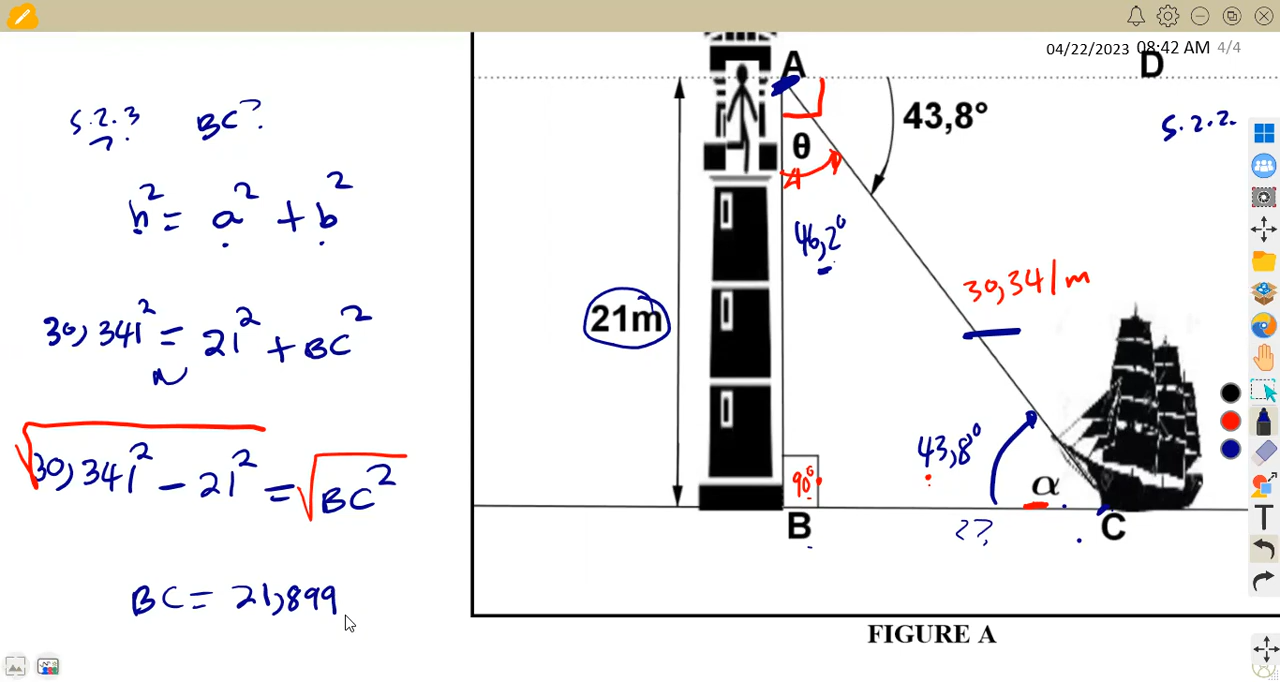 04/22/2023 08:42 AM 4/4
A
D
5.2.3 BC?
?
43,8°
5.2.2.
θ
h² = a² + b²
46,2°
30,341m
30,341² = 21² + BC²
21m
√30,341² - 21² = √BC²
43,8°
90°
α
B
??
C
BC = 21,899
FIGURE A
T